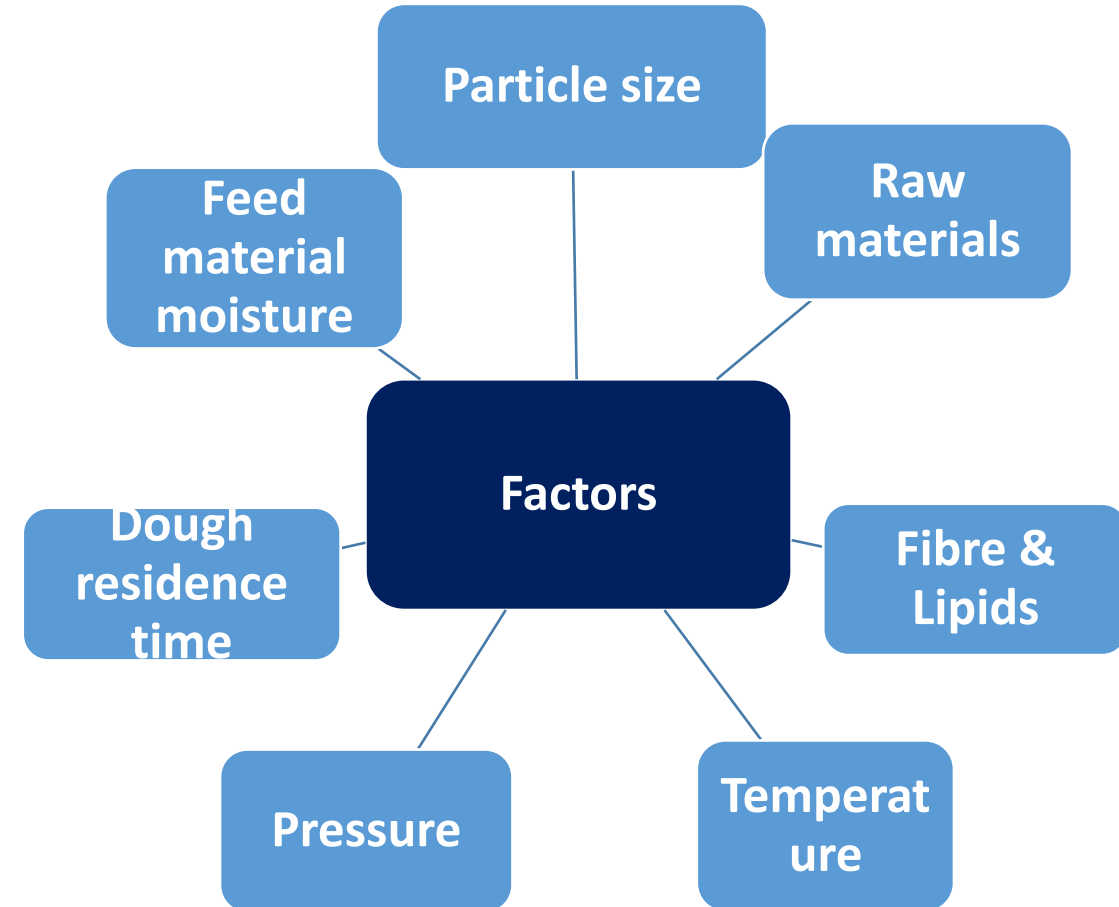 Particle size
Raw
materials
Feed
material
moisture
Factors
Dough
residence
time
Fibre &
Lipids
Pressure
Temperat
ure